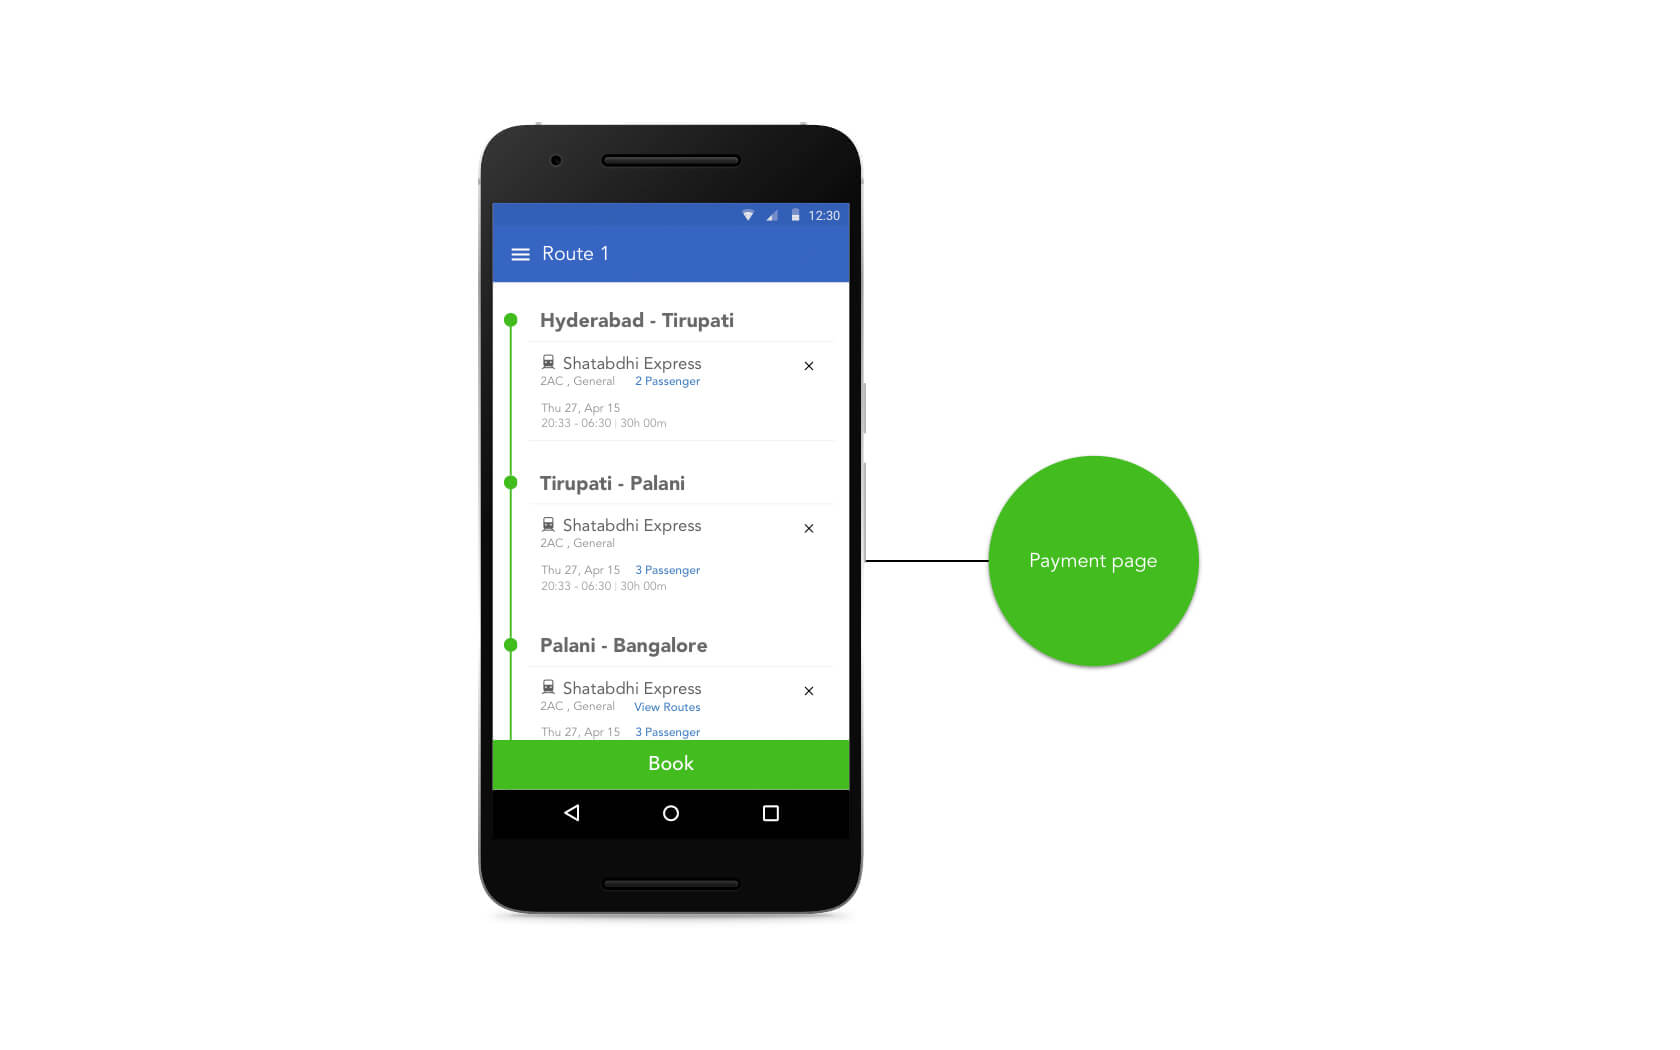 12:30
Route 1
Hyderabad - Tirupati
Shatabdhi Express
2AC , General 2 Passenger
Thu 27, Apr 15
20:33 - 06:30 | 30h 00m
Tirupati - Palani
Shatabdhi Express
2AC , General
Thu 27, Apr 15 3 Passenger
20:33 - 06:30 | 30h 00m
Palani - Bangalore
Shatabdhi Express
2AC , General View Routes
Thu 27, Apr 15 3 Passenger
Book
Payment page